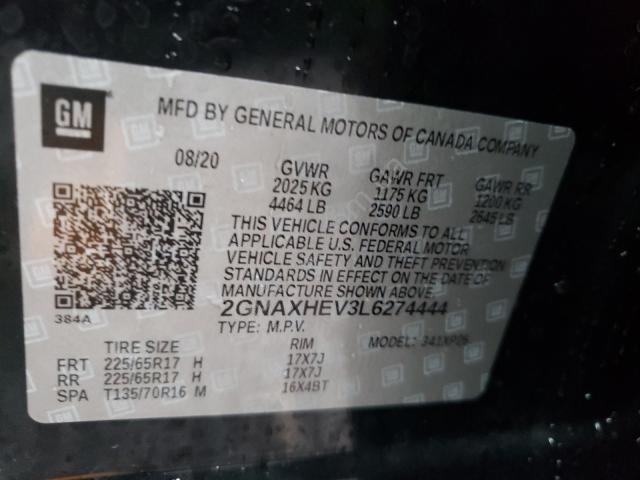 GM
MFD BY GENERAL MOTORS OF CANADA COMPANY
08/20 GVWR GAWR FRT GAWR RR
2025 KG 1175 KG 1200 KG
4464 LB 2590 LB 2645 LB
THIS VEHICLE CONFORMS TO ALL
APPLICABLE U.S. FEDERAL MOTOR
VEHICLE SAFETY AND THEFT PREVENTION
STANDARDS IN EFFECT ON THE DATE OF
MANUFACTURE SHOWN ABOVE.
384A 2GNAXHEV3L6274444
TYPE: M.P.V. MODEL: 341XP26
TIRE SIZE RIM
FRT 225/65R17 H 17X7J
RR 225/65R17 H 17X7J
SPA T135/70R16 M 16X4BT